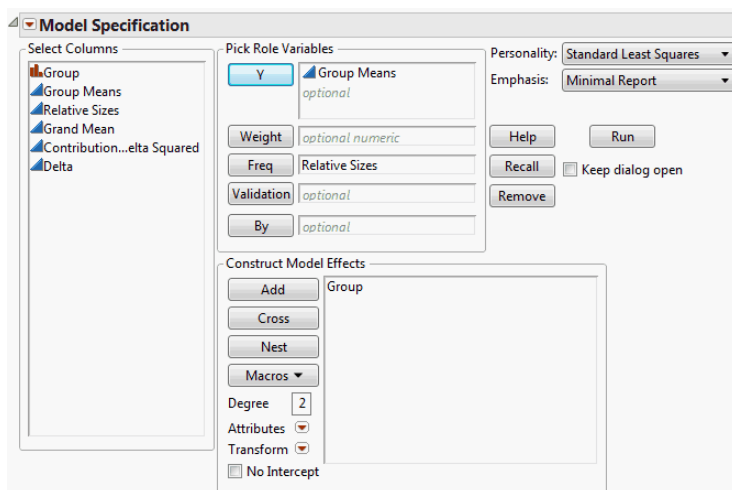 Model Specification
Select Columns
Group
Group Means
Relative Sizes
Grand Mean
Contribution...elta Squared
Delta
Pick Role Variables
Y
Group Means
optional
Weight
optional numeric
Freq
Relative Sizes
Validation
optional
By
optional
Personality:
Standard Least Squares
Emphasis:
Minimal Report
Help
Run
Recall
Keep dialog open
Remove
Construct Model Effects
Add
Group
Cross
Nest
Macros
Degree
2
Attributes
Transform
No Intercept